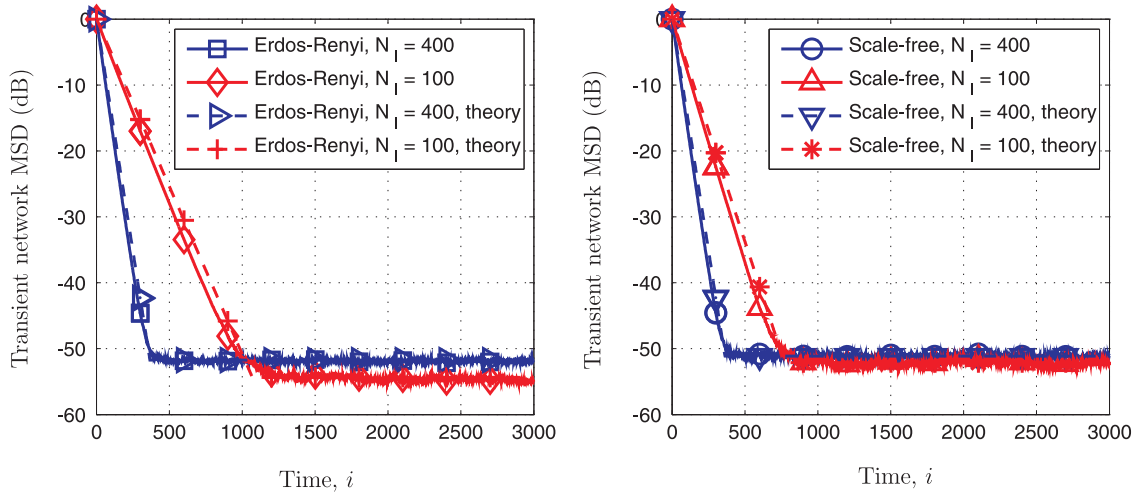 Transient network MSD (dB)
0
-10
-20
-30
-40
-50
-60
Erdos-Renyi, N_I = 400
Erdos-Renyi, N_I = 100
Erdos-Renyi, N_I = 400, theory
Erdos-Renyi, N_I = 100, theory
0 500 1000 1500 2000 2500 3000
Time, i
Transient network MSD (dB)
0
-10
-20
-30
-40
-50
-60
Scale-free, N_I = 400
Scale-free, N_I = 100
Scale-free, N_I = 400, theory
Scale-free, N_I = 100, theory
0 500 1000 1500 2000 2500 3000
Time, i